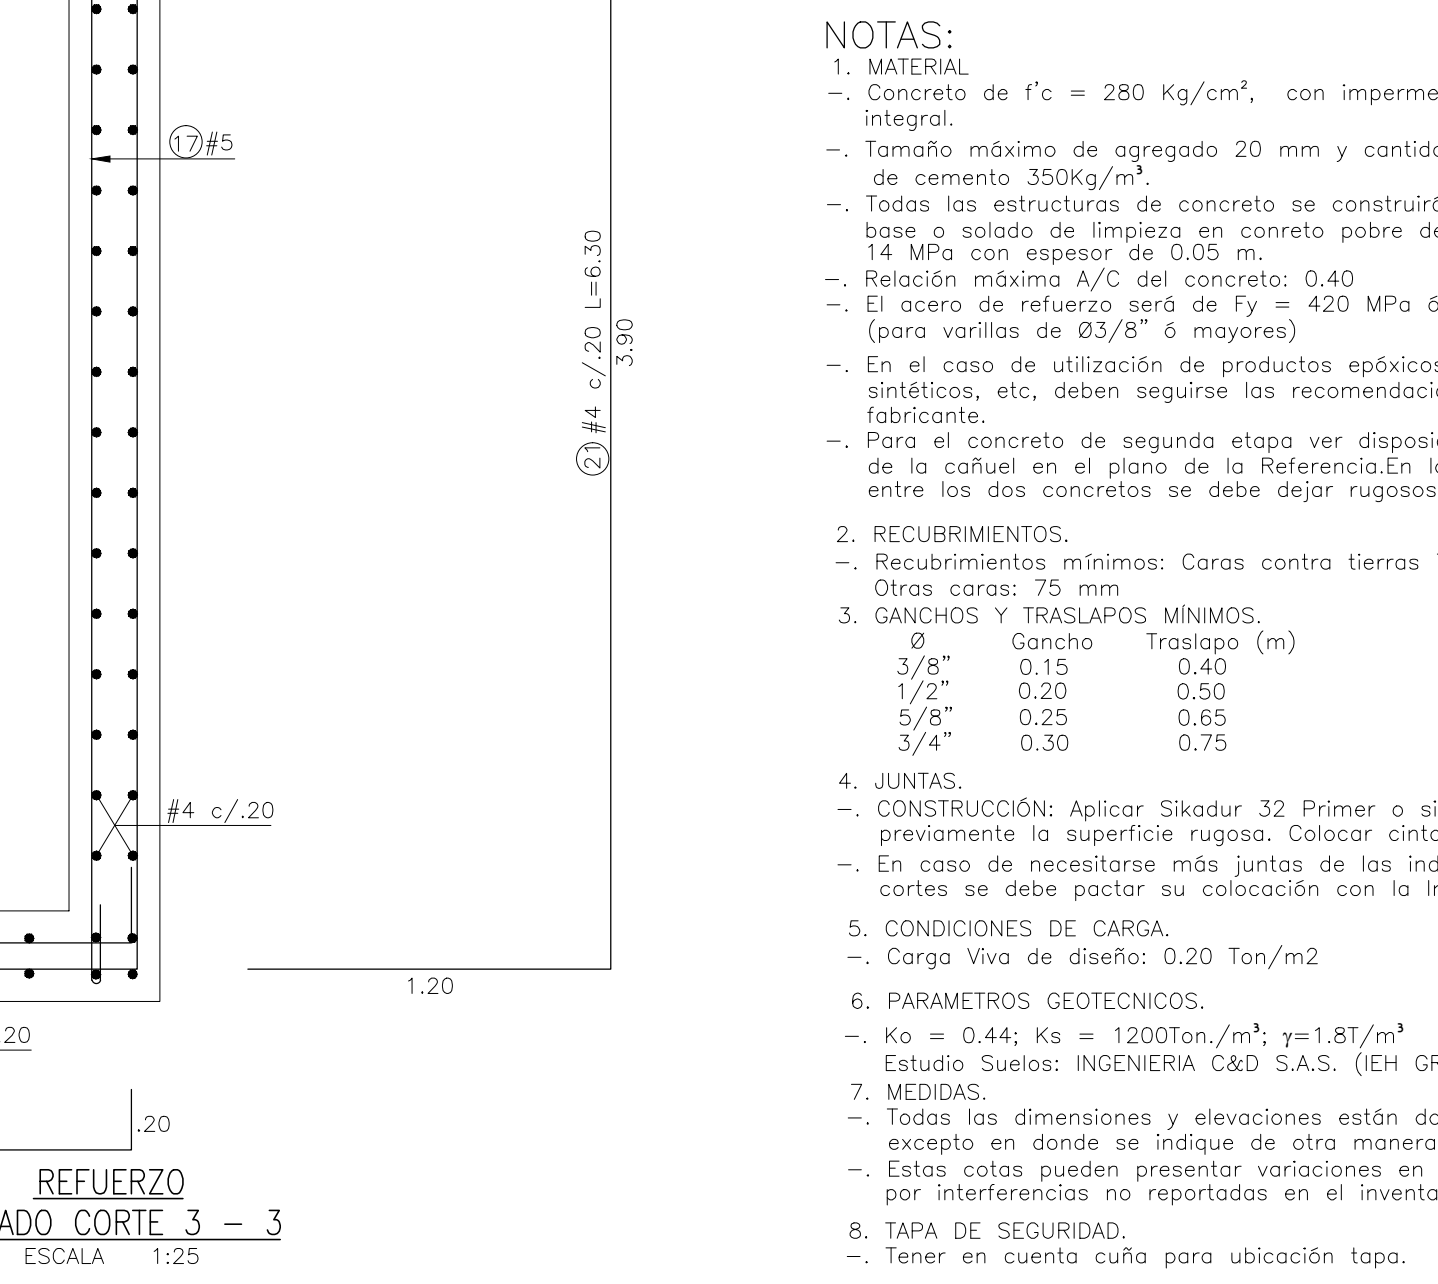 17 #5
21 #4 c/.20 L=6.30
3.90
#4 c/.20
1.20
.20
.20
REFUERZO
CORTE 3 - 3
ESCALA 1:25
NOTAS:
1. MATERIAL
-. Concreto de f'c = 280 Kg/cm², con
integral.
-. Tamaño máximo de agregado 20 mm y
de cemento 350Kg/m³.
-. Todas las estructuras de concreto se
base o solado de limpieza en conreto pobre
14 MPa con espesor de 0.05 m.
-. Relación máxima A/C del concreto: 0.40
-. El acero de refuerzo será de Fy = 420 MPa ó
(para varillas de Ø3/8" ó mayores)
-. En el caso de utilización de productos epóxicos
sintéticos, etc, deben seguirse las
fabricante.
-. Para el concreto de segunda etapa ver
de la cañuel en el plano de la Referencia.En
entre los dos concretos se debe dejar rugosos
2. RECUBRIMIENTOS.
-. Recubrimientos mínimos: Caras contra tierras
Otras caras: 75 mm
3. GANCHOS Y TRASLAPOS MÍNIMOS.
Ø Gancho Traslapo (m)
3/8" 0.15 0.40
1/2" 0.20 0.50
5/8" 0.25 0.65
3/4" 0.30 0.75
4. JUNTAS.
-. CONSTRUCCIÓN: Aplicar Sikadur 32 Primer o
previamente la superficie rugosa. Colocar
-. En caso de necesitarse más juntas de las
cortes se debe pactar su colocación con la
5. CONDICIONES DE CARGA.
-. Carga Viva de diseño: 0.20 Ton/m2
6. PARAMETROS GEOTECNICOS.
-. Ko = 0.44; Ks = 1200Ton./m³; γ=1.8T/m³
Estudio Suelos: INGENIERIA C&D S.A.S. (IEH
7. MEDIDAS.
-. Todas las dimensiones y elevaciones están
excepto en donde se indique de otra manera
-. Estas cotas pueden presentar variaciones en
por interferencias no reportadas en el
8. TAPA DE SEGURIDAD.
-. Tener en cuenta cuña para ubicación tapa.